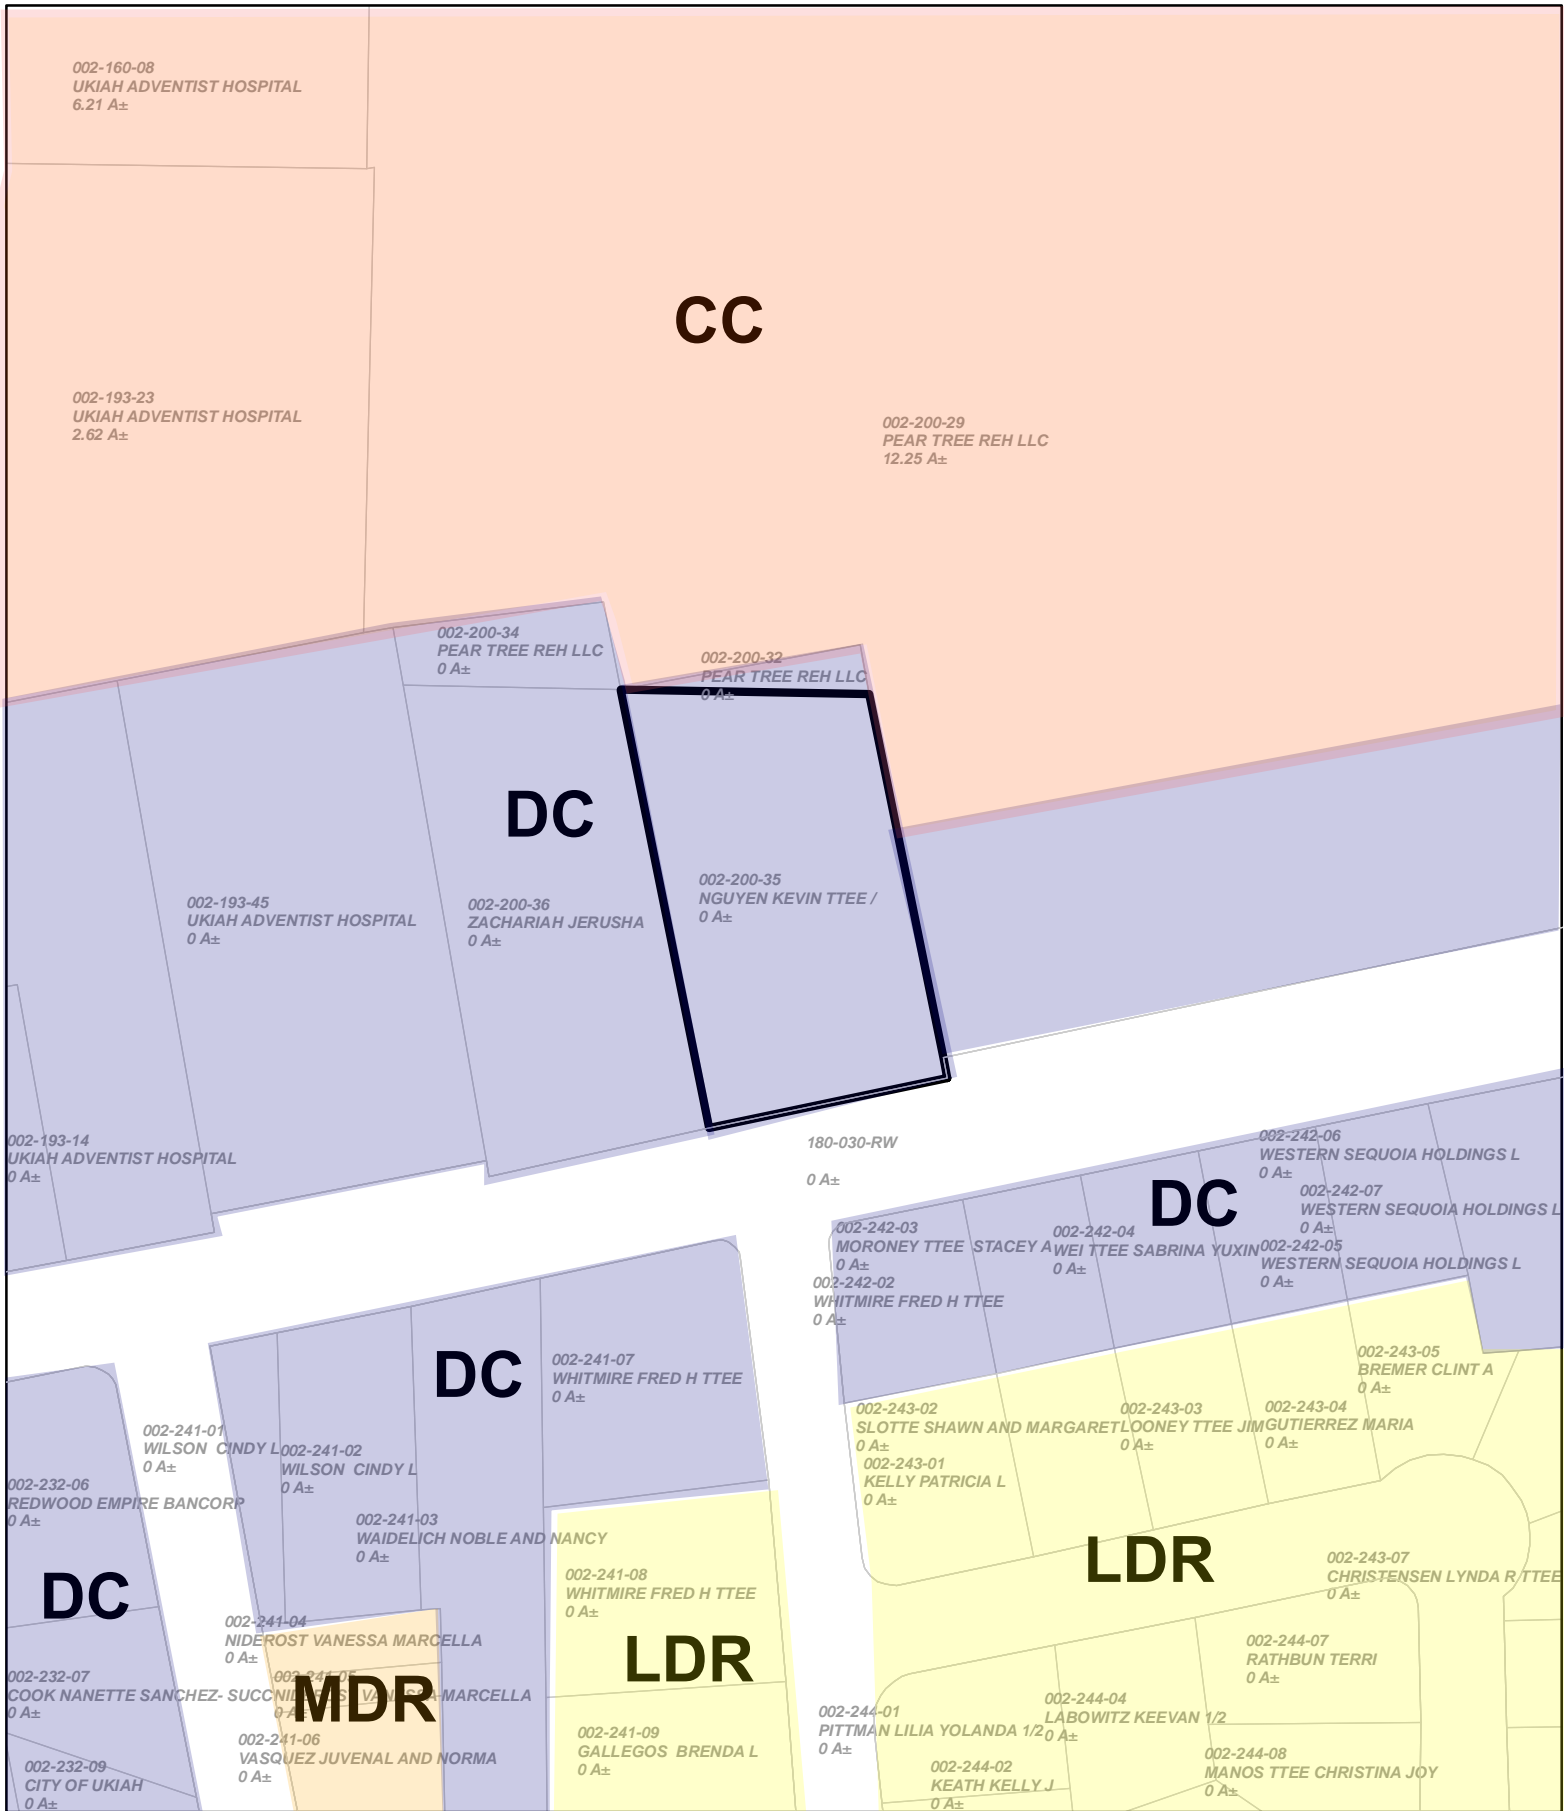 002-160-08
UKIAH ADVENTIST HOSPITAL
6.21 A±
CC
002-193-23
UKIAH ADVENTIST HOSPITAL
2.62 A±
002-200-29
PEAR TREE REH LLC
12.25 A±
002-200-34
PEAR TREE REH LLC
0 A±
002-200-32
PEAR TREE REH LLC
0 A±
DC
002-200-35
NGUYEN KEVIN TTEE /
0 A±
002-193-45
UKIAH ADVENTIST HOSPITAL
0 A±
002-200-36
ZACHARIAH JERUSHA
0 A±
002-193-14
UKIAH ADVENTIST HOSPITAL
0 A±
180-030-RW
0 A±
002-242-06
WESTERN SEQUOIA HOLDINGS L
0 A±
002-242-07
WESTERN SEQUOIA HOLDINGS L
0 A±
DC
002-242-03
MORONEY TTEE  STACEY A
0 A±
002-242-04
WEI TTEE SABRINA YUXIN
0 A±
002-242-05
WESTERN SEQUOIA HOLDINGS L
0 A±
002-242-02
WHITMIRE FRED H TTEE
0 A±
DC
002-241-07
WHITMIRE FRED H TTEE
0 A±
002-243-05
BREMER CLINT A
0 A±
002-243-02
SLOTTE SHAWN AND MARGARET
0 A±
002-243-03
LOONEY TTEE JIM
0 A±
002-243-04
GUTIERREZ MARIA
0 A±
002-241-01
WILSON  CINDY L
0 A±
002-241-02
WILSON  CINDY L
0 A±
002-243-01
KELLY PATRICIA L
0 A±
002-232-06
REDWOOD EMPIRE BANCORP
0 A±
002-241-03
WAIDELICH NOBLE AND NANCY
0 A±
LDR
002-243-07
CHRISTENSEN LYNDA R TTEE
0 A±
DC
002-241-08
WHITMIRE FRED H TTEE
0 A±
002-241-04
NIDEROST VANESSA MARCELLA
0 A±
LDR
002-244-07
RATHBUN TERRI
0 A±
002-232-07
COOK NANETTE SANCHEZ- SUCC
0 A±
002-241-05
VANESSA MARCELLA
0 A±
MDR
002-244-01
PITTMAN LILIA YOLANDA 1/2
0 A±
002-244-04
LABOWITZ KEEVAN 1/2
0 A±
002-241-06
VASQUEZ JUVENAL AND NORMA
0 A±
002-241-09
GALLEGOS  BRENDA L
0 A±
002-232-09
CITY OF UKIAH
0 A±
002-244-02
KEATH KELLY J
0 A±
002-244-08
MANOS TTEE CHRISTINA JOY
0 A±